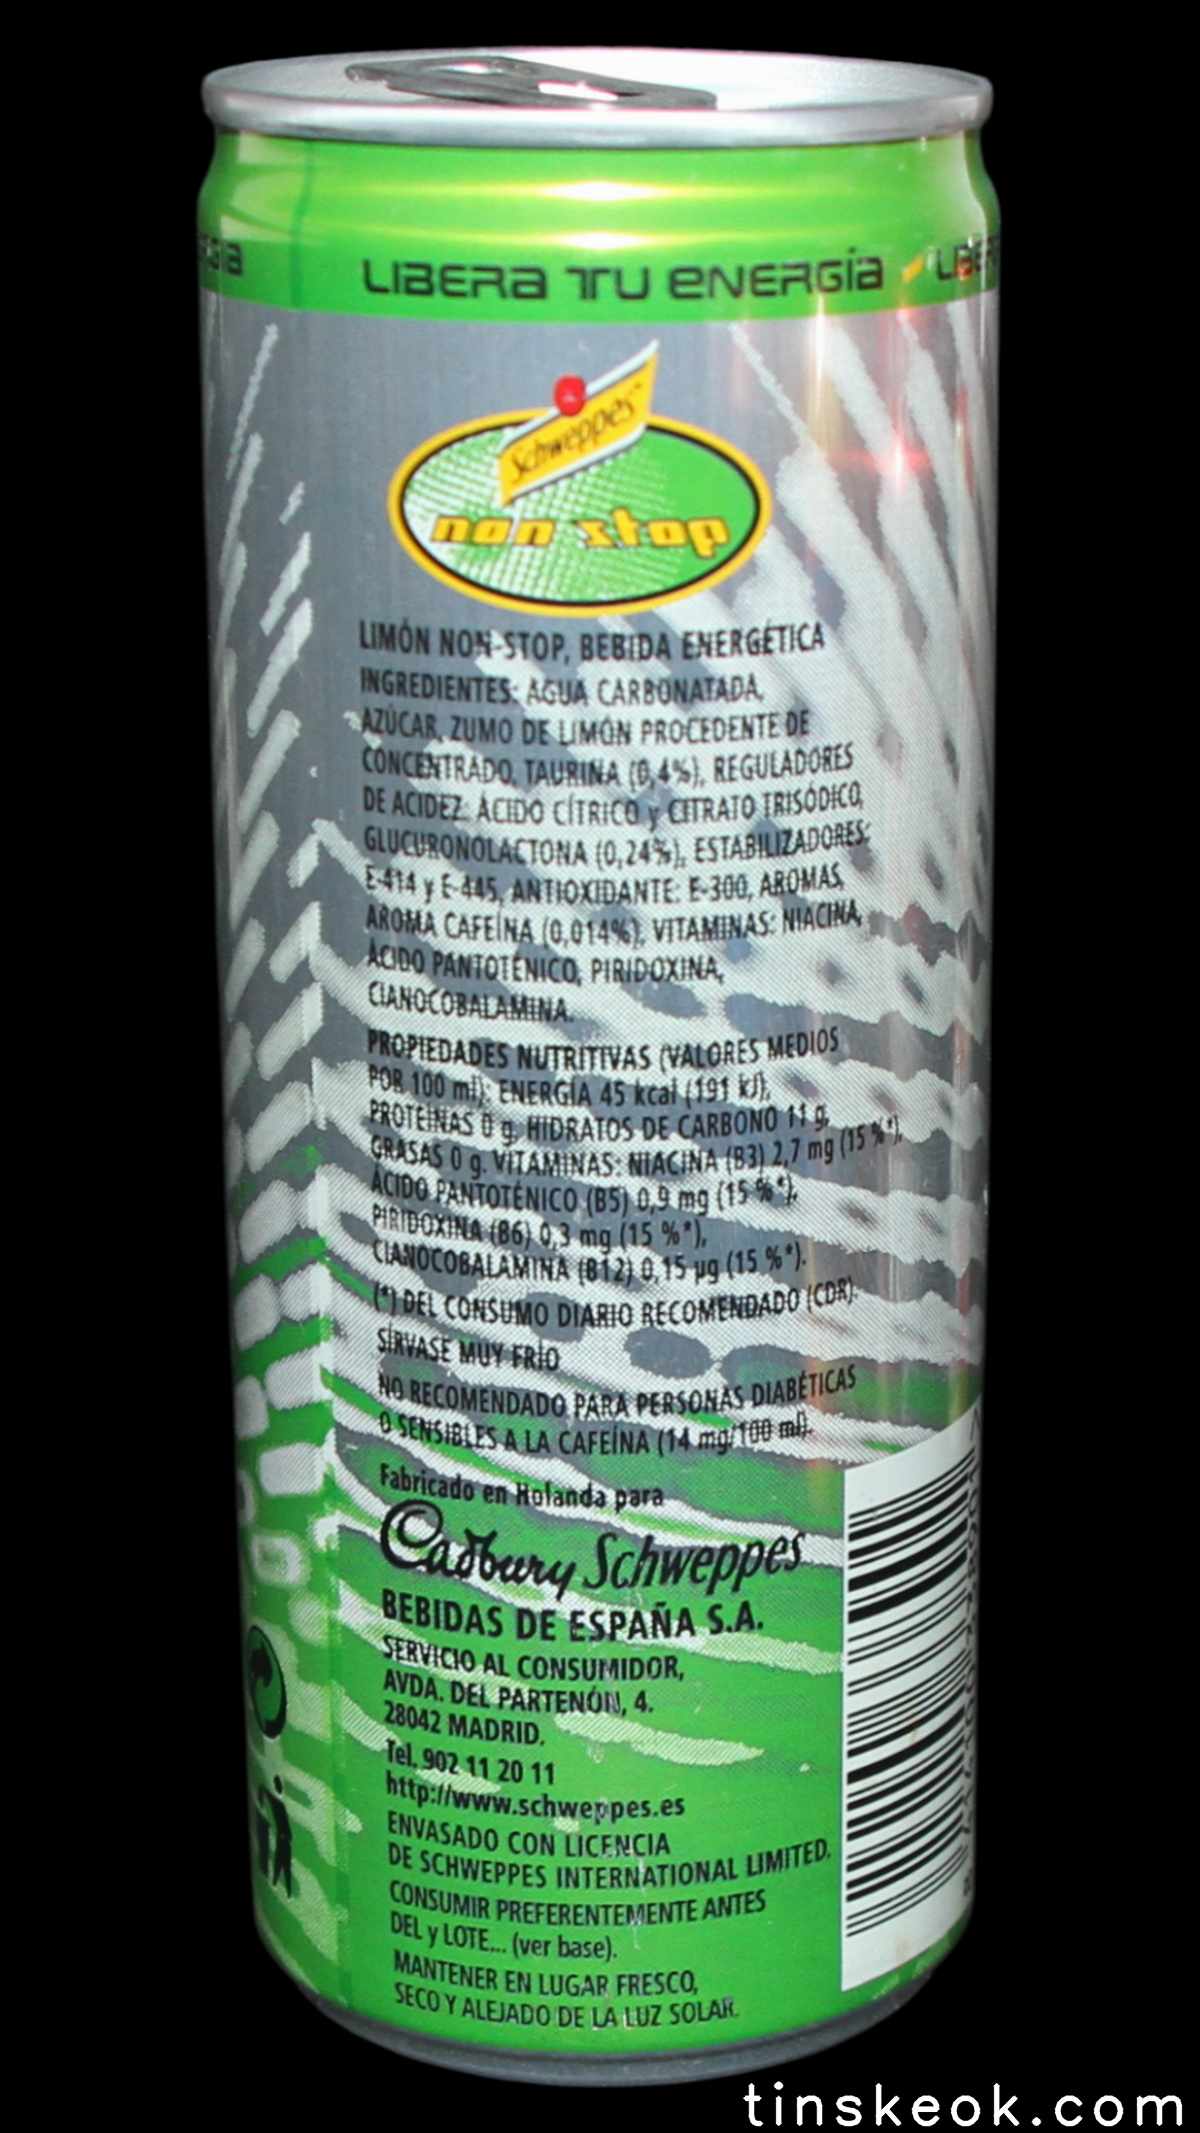 LIBERA TU ENERGÍA
Schweppes
non stop
LIMÓN NON-STOP, BEBIDA ENERGÉTICA
INGREDIENTES: AGUA CARBONATADA,
AZÚCAR, ZUMO DE LIMÓN PROCEDENTE DE
CONCENTRADO, TAURINA (0,4%), REGULADORES
DE ACIDEZ: ÁCIDO CÍTRICO y CITRATO TRISÓDICO,
GLUCURONOLACTONA (0,24%), ESTABILIZADORES:
E-414 y E-445, ANTIOXIDANTE: E-300, AROMAS,
AROMA CAFEÍNA (0,014%), VITAMINAS: NIACINA,
ÁCIDO PANTOTÉNICO, PIRIDOXINA,
CIANOCOBALAMINA.
PROPIEDADES NUTRITIVAS (VALORES MEDIOS
POR 100 ml): ENERGÍA 45 kcal (191 kJ),
PROTEÍNAS 0 g, HIDRATOS DE CARBONO 11 g,
GRASAS 0 g. VITAMINAS: NIACINA (B3) 2,7 mg (15 %*),
ÁCIDO PANTOTÉNICO (B5) 0,9 mg (15 %*),
PIRIDOXINA (B6) 0,3 mg (15 %*),
CIANOCOBALAMINA (B12) 0,15 µg (15 %*).
(*) DEL CONSUMO DIARIO RECOMENDADO (CDR).
SÍRVASE MUY FRÍO
NO RECOMENDADO PARA PERSONAS DIABÉTICAS
O SENSIBLES A LA CAFEÍNA (14 mg/100 ml).
Fabricado en Holanda para
Cadbury Schweppes
BEBIDAS DE ESPAÑA S.A.
SERVICIO AL CONSUMIDOR,
AVDA. DEL PARTENÓN, 4.
28042 MADRID.
Tel. 902 11 20 11
http://www.schweppes.es
ENVASADO CON LICENCIA
DE SCHWEPPES INTERNATIONAL LIMITED.
CONSUMIR PREFERENTEMENTE ANTES
DEL y LOTE... (ver base).
MANTENER EN LUGAR FRESCO,
SECO Y ALEJADO DE LA LUZ SOLAR.
tinskeok.com